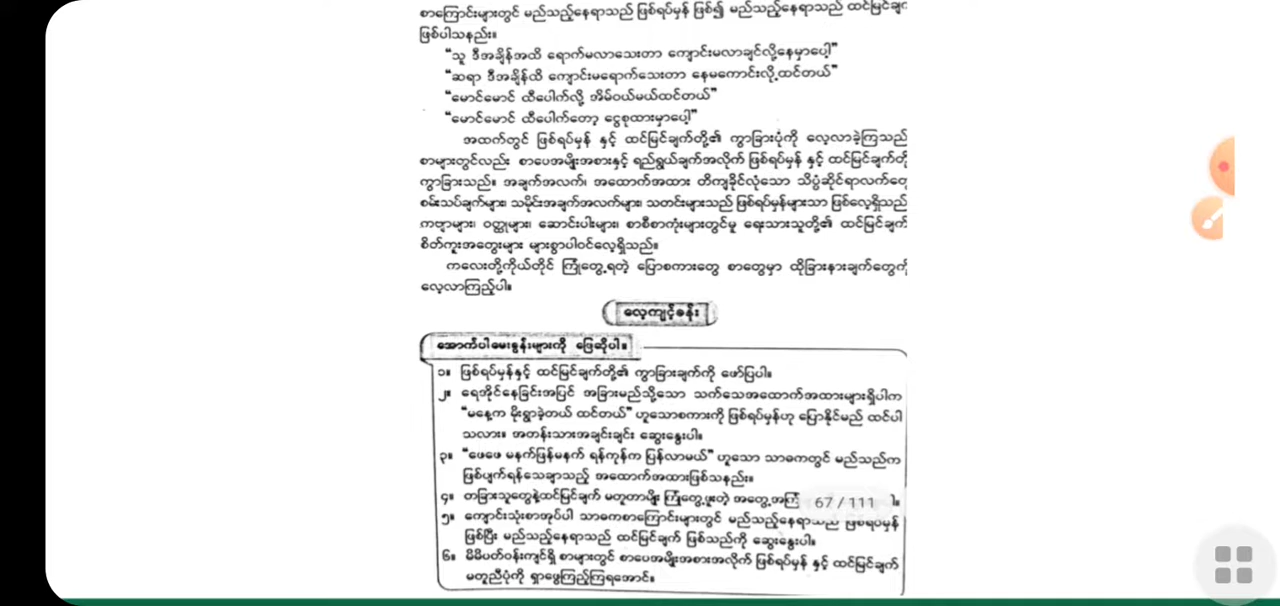 စာကြောင်းများတွင် မည်သည့်နေရာသည် ဖြစ်ရပ်မှန် ဖြစ်၍ မည်သည့်နေရာသည် ထင်မြင်ချက်
ဖြစ်ပါသနည်း။
“သူ ဒီအချိန်အထိ ရောက်မလာသေးတာ ကျောင်းမလာချင်လို့နေမှာပေါ့”
“ဆရာ ဒီအချိန်ထိ ကျောင်းမရောက်သေးတာ နေမကောင်းလို့ထင်တယ်”
“မောင်မောင် ထီပေါက်လို့ အိမ်ဝယ်မယ်ထင်တယ်”
“မောင်မောင် ထီပေါက်တော့ ငွေစုထားမှာပေါ့”
အထက်တွင် ဖြစ်ရပ်မှန် နှင့် ထင်မြင်ချက်တို့၏ ကွာခြားပုံကို လေ့လာခဲ့ကြသည်
စာများတွင်လည်း စာပေအမျိုးအစားနှင့် ရည်ရွယ်ချက်အလိုက် ဖြစ်ရပ်မှန် နှင့် ထင်မြင်ချက်တို့
ကွာခြားသည်။ အချက်အလက်၊ အထောက်အထား တိကျခိုင်လုံသော သိပ္ပံဆိုင်ရာလက်တွေ့
စမ်းသပ်ချက်များ၊ သမိုင်းအချက်အလက်များ၊ သတင်းများသည် ဖြစ်ရပ်မှန်များသာ ဖြစ်လေ့ရှိသည်
ကဗျာများ၊ ဝတ္ထုများ၊ ဆောင်းပါးများ၊ စာစီစာကုံးများတွင်မူ ရေးသားသူတို့၏ ထင်မြင်ချက်
စိတ်ကူးအတွေးများ များစွာပါဝင်လေ့ရှိသည်။
ကလေးတို့ကိုယ်တိုင် ကြုံတွေ့ရတဲ့ ပြောစကားတွေ စာတွေမှာ ထိုခြားနားချက်တွေကို
လေ့လာကြည့်ပါ။
လေ့ကျင့်ခန်း
အောက်ပါမေးခွန်းများကို ဖြေဆိုပါ။
၁။ ဖြစ်ရပ်မှန်နှင့် ထင်မြင်ချက်တို့၏ ကွာခြားချက်ကို ဖော်ပြပါ။
၂။ ရေအိုင်နေခြင်းအပြင် အခြားမည်သို့သော သက်သေအထောက်အထားများရှိပါက
“မနေ့က မိုးရွာခဲ့တယ် ထင်တယ်” ဟူသောစကားကို ဖြစ်ရပ်မှန်ဟု ပြောနိုင်မည် ထင်ပါ
သလား။ အတန်းသားအချင်းချင်း ဆွေးနွေးပါ။
၃။ “ဖေဖေ မနက်ဖြန်မနက် ရန်ကုန်က ပြန်လာမယ်” ဟူသော သာဓကတွင် မည်သည်က
ဖြစ်ပျက်ရန်သေချာသည့် အထောက်အထားဖြစ်သနည်း။
၄။ တခြားသူတွေနဲ့ထင်မြင်ချက် မတူတာမျိုး ကြုံတွေ့ဖူးတဲ့ အတွေ့အကြုံ 67 / 111 ါ။
၅။ ကျောင်းသုံးစာအုပ်ပါ သာဓကစာကြောင်းများတွင် မည်သည့်နေရာသည် ဖြစ်ရပ်မှန်
ဖြစ်ပြီး မည်သည့်နေရာသည် ထင်မြင်ချက် ဖြစ်သည်ကို ဆွေးနွေးပါ။
၆။ မိမိပတ်ဝန်းကျင်ရှိ စာများတွင် စာပေအမျိုးအစားအလိုက် ဖြစ်ရပ်မှန် နှင့် ထင်မြင်ချက်
မတူညီပုံကို ရှာဖွေကြည့်ကြရအောင်။